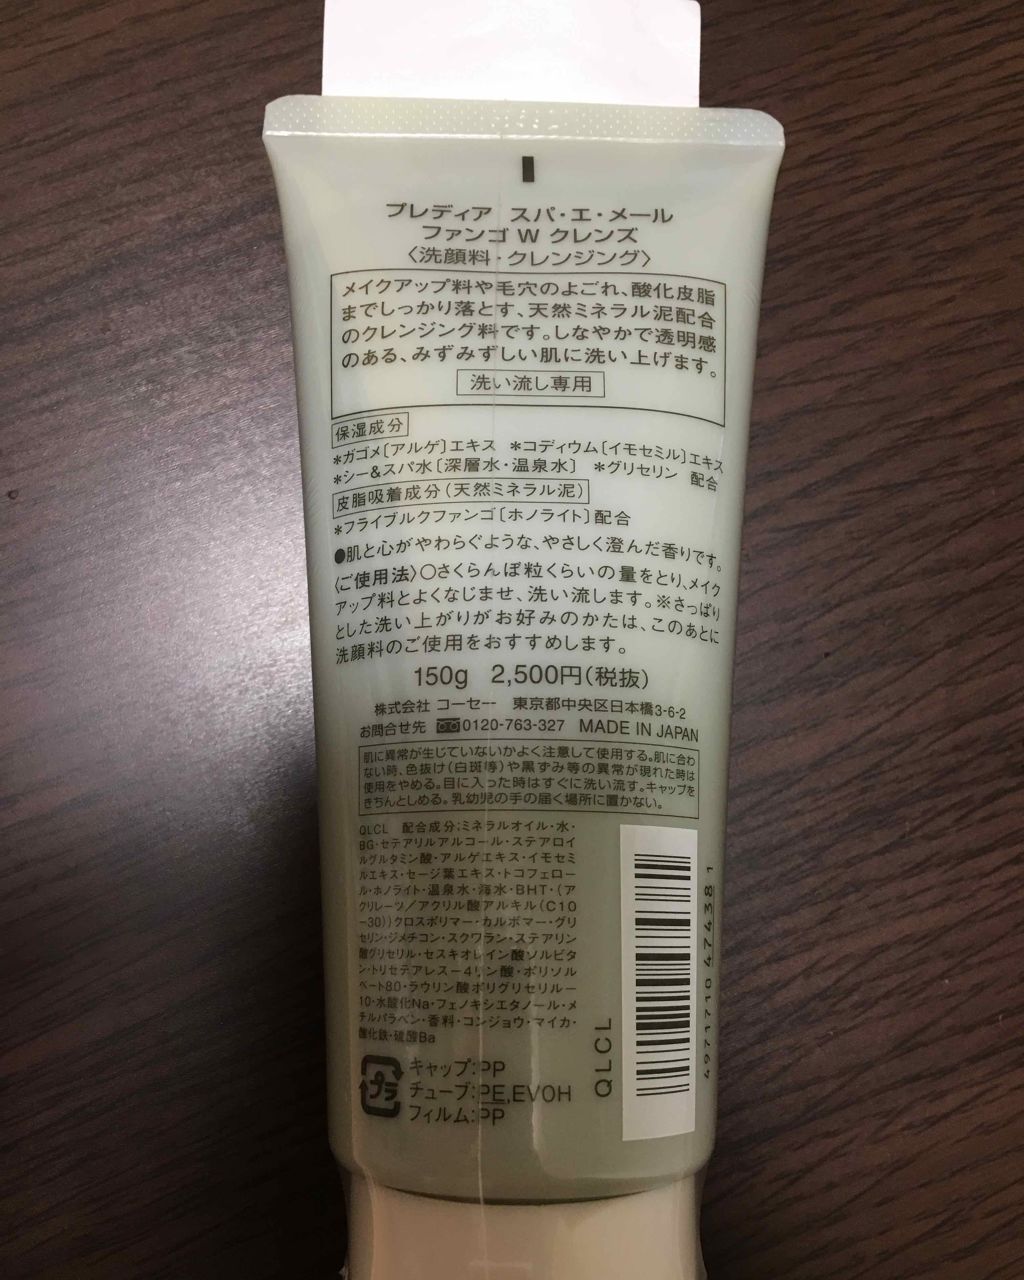 プレディア スパ・エ・メール
ファンゴ W クレンズ
〈洗顔料・クレンジング〉
メイクアップ料や毛穴のよごれ、酸化皮脂
までしっかり落とす、天然ミネラル泥配合
のクレンジング料です。しなやかで透明感
のある、みずみずしい肌に洗い上げます。
洗い流し専用
保湿成分
*ガゴメ〔アルゲ〕エキス *コディウム〔イモセミル〕エキス
*シー&スパ水〔深層水・温泉水〕 *グリセリン 配合
皮脂吸着成分(天然ミネラル泥)
*フライブルクファンゴ〔ホノライト〕配合
●肌と心がやわらぐような、やさしく澄んだ香りです。
〈ご使用法〉○さくらんぼ粒くらいの量をとり、メイク
アップ料とよくなじませ、洗い流します。※さっぱり
とした洗い上がりがお好みのかたは、このあとに
洗顔料のご使用をおすすめします。
150g 2,500円(税抜)
株式会社 コーセー 東京都中央区日本橋3-6-2
お問合せ先 0120-763-327 MADE IN JAPAN
肌に異常が生じていないかよく注意して使用する。肌に合わ
ない時、色抜け(白斑等)や黒ずみ等の異常が現れた時は
使用をやめる。目に入った時はすぐに洗い流す。キャップを
きちんとしめる。乳幼児の手の届く場所に置かない。
QLCL 配合成分:ミネラルオイル・水・
BG・セテアリルアルコール・ステアロイ
ルグルタミン酸・アルゲエキス・イモセミ
ルエキス・セージ葉エキス・トコフェロー
ル・ホノライト・温泉水・海水・BHT・(ア
クリレーツ/アクリル酸アルキル(C10
-30))クロスポリマー・カルボマー・グリ
セリン・ジメチコン・スクワラン・ステアリン
酸グリセリル・セスキオレイン酸ソルビタ
ン・トリセテアレス-4リン酸・ポリソル
ベート80・ラウリン酸ポリグリセリル-
10・水酸化Na・フェノキシエタノール・メ
チルパラベン・香料・コンジョウ・マイカ・
酸化鉄・硫酸Ba
プラ
キャップ:PP
チューブ:PE,EVOH
フィルム:PP
QLCL
4971710 474381